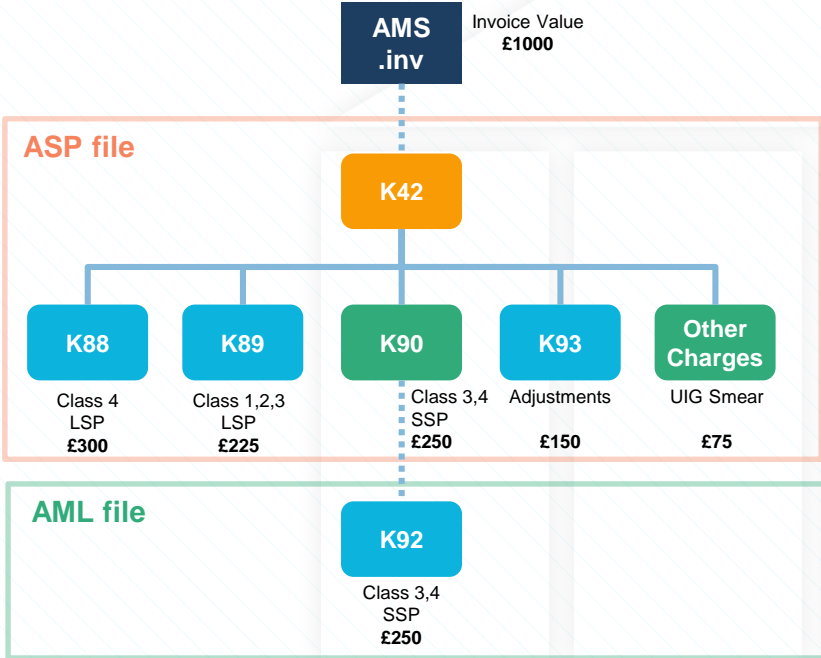 AMS
.inv
Invoice Value
£1000
ASP file
K42
K88
K89
K90
K93
Other
Charges
Class 4
LSP
£300
Class 1,2,3
LSP
£225
Class 3,4
SSP
£250
Adjustments
£150
UIG Smear
£75
AML file
K92
Class 3,4
SSP
£250